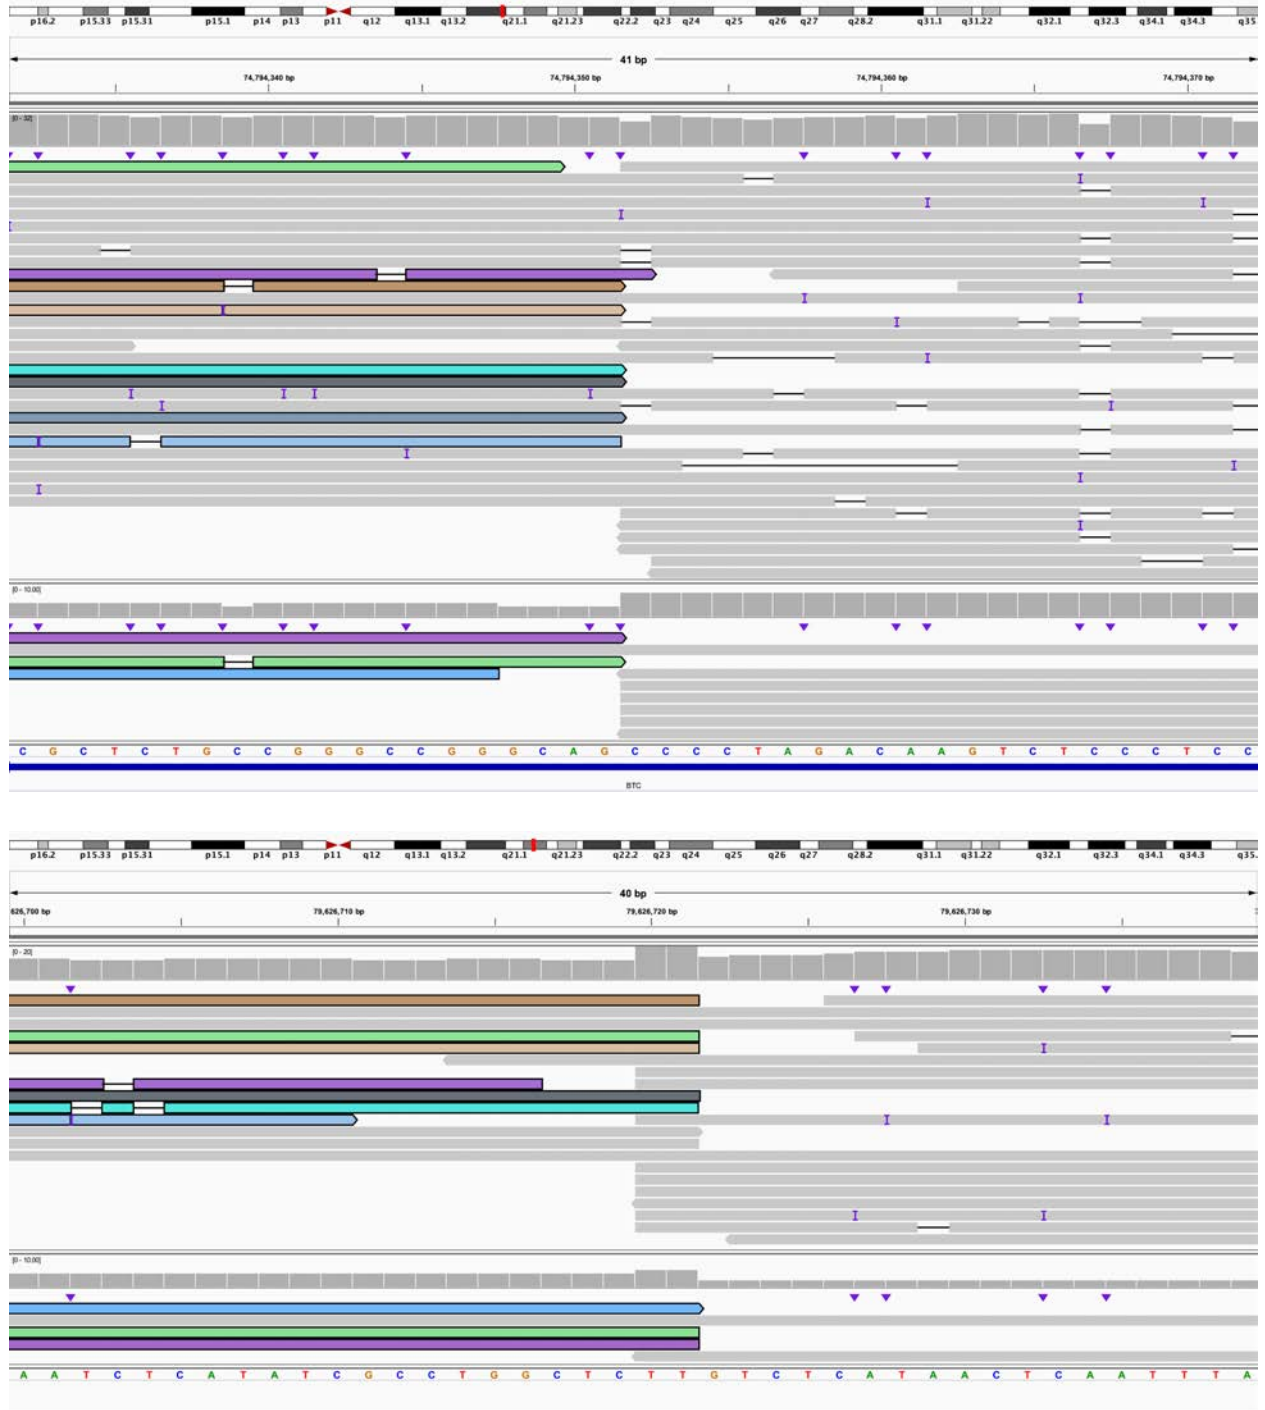 p16.2 p15.33 p15.31 p15.1 p14 p13 p11 q12 q13.1 q13.2 q21.1 q21.23 q22.2 q23 q24 q25 q26 q27 q28.2 q31.1 q31.22 q32.1 q32.3 q34.1 q34.3 q35.
41 bp
74,794,340 bp 74,794,350 bp 74,794,360 bp 74,794,370 bp
[0 - 32]
[0 - 10.00]
C G C T C T G C C G G G C C G G G C A G C C C C T A G A C A A G T C T C C C T C C
BTC
p16.2 p15.33 p15.31 p15.1 p14 p13 p11 q12 q13.1 q13.2 q21.1 q21.23 q22.2 q23 q24 q25 q26 q27 q28.2 q31.1 q31.22 q32.1 q32.3 q34.1 q34.3 q35.
40 bp
626,700 bp 79,626,710 bp 79,626,720 bp 79,626,730 bp
[0 - 20]
[0 - 10.00]
A A T C T C A T A T C G C C T G G C T C T T G T C T C A T A A C T C A A T T T A